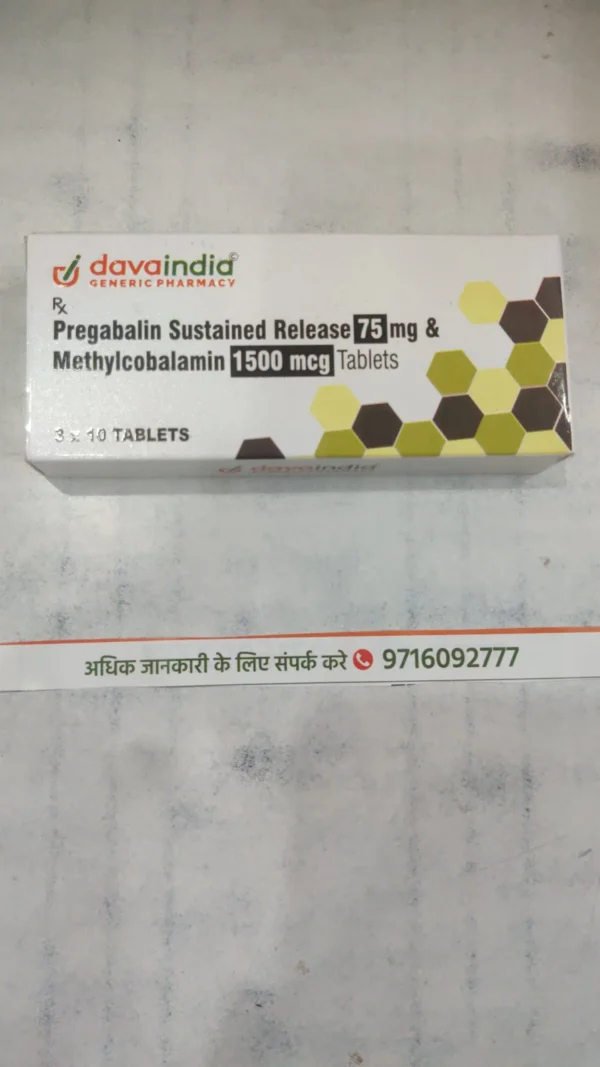 davaindia©
GENERIC PHARMACY
Rx
Pregabalin Sustained Release 75 mg &
Methylcobalamin 1500 mcg Tablets
3 x 10 TABLETS
davaindia
अधिक जानकारी के लिए संपर्क करे 9716092777